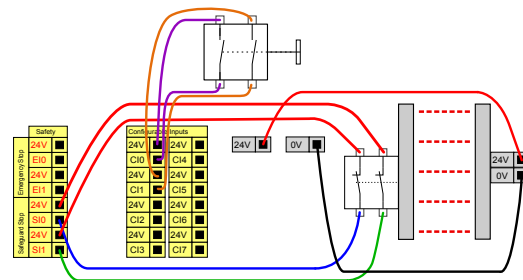 Safety
Emergency Stop
24V
EI0
24V
EI1
Safeguard Stop
24V
SI0
24V
SI1
Configurable Inputs
24V 24V
CI0 CI4
24V 24V
CI1 CI5
24V 24V
CI2 CI6
24V 24V
CI3 CI7
24V 0V
24V
0V